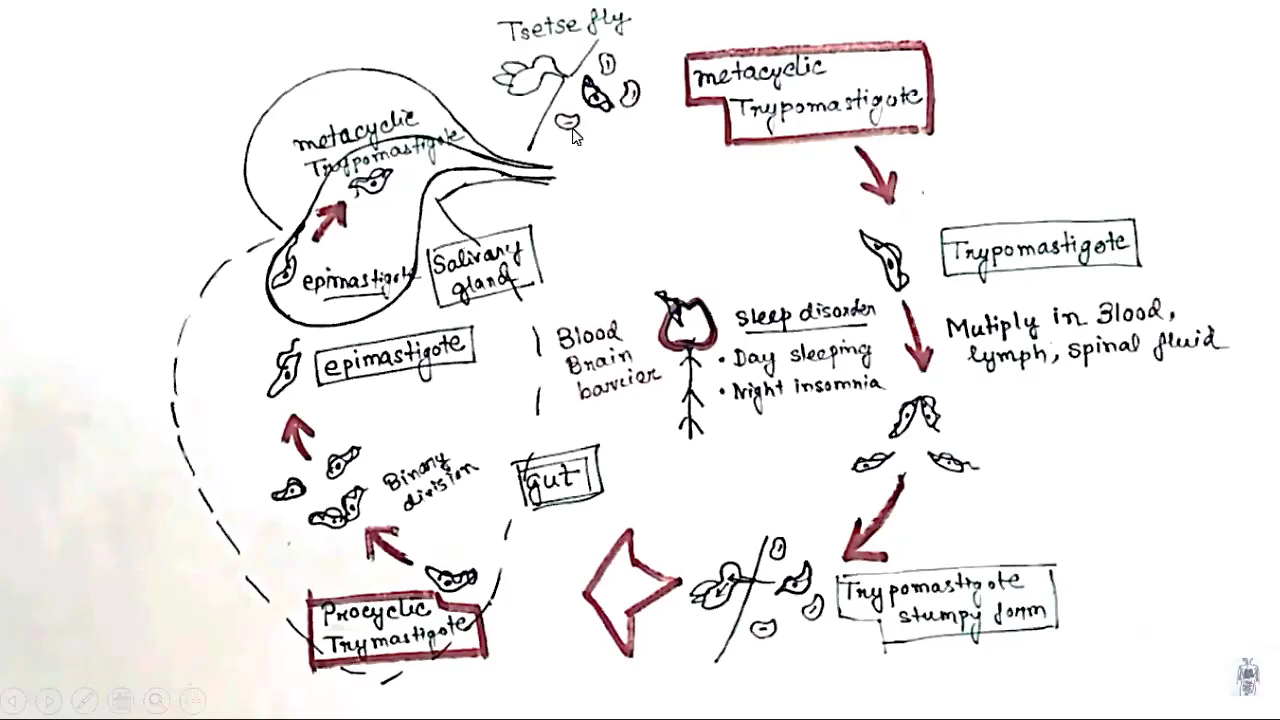 Tsetse fly
metacyclic
Trypomastigote
metacyclic
Trypomastigote
epimastigote
Salivary
gland
Trypomastigote
Mutiply in Blood,
lymph, spinal fluid
sleep disorder
• Day sleeping
• Night insomnia
Blood
Brain
barrier
epimastigote
Binary
division
gut
Procyclic
Trymastigote
Trypomastigote
stumpy form